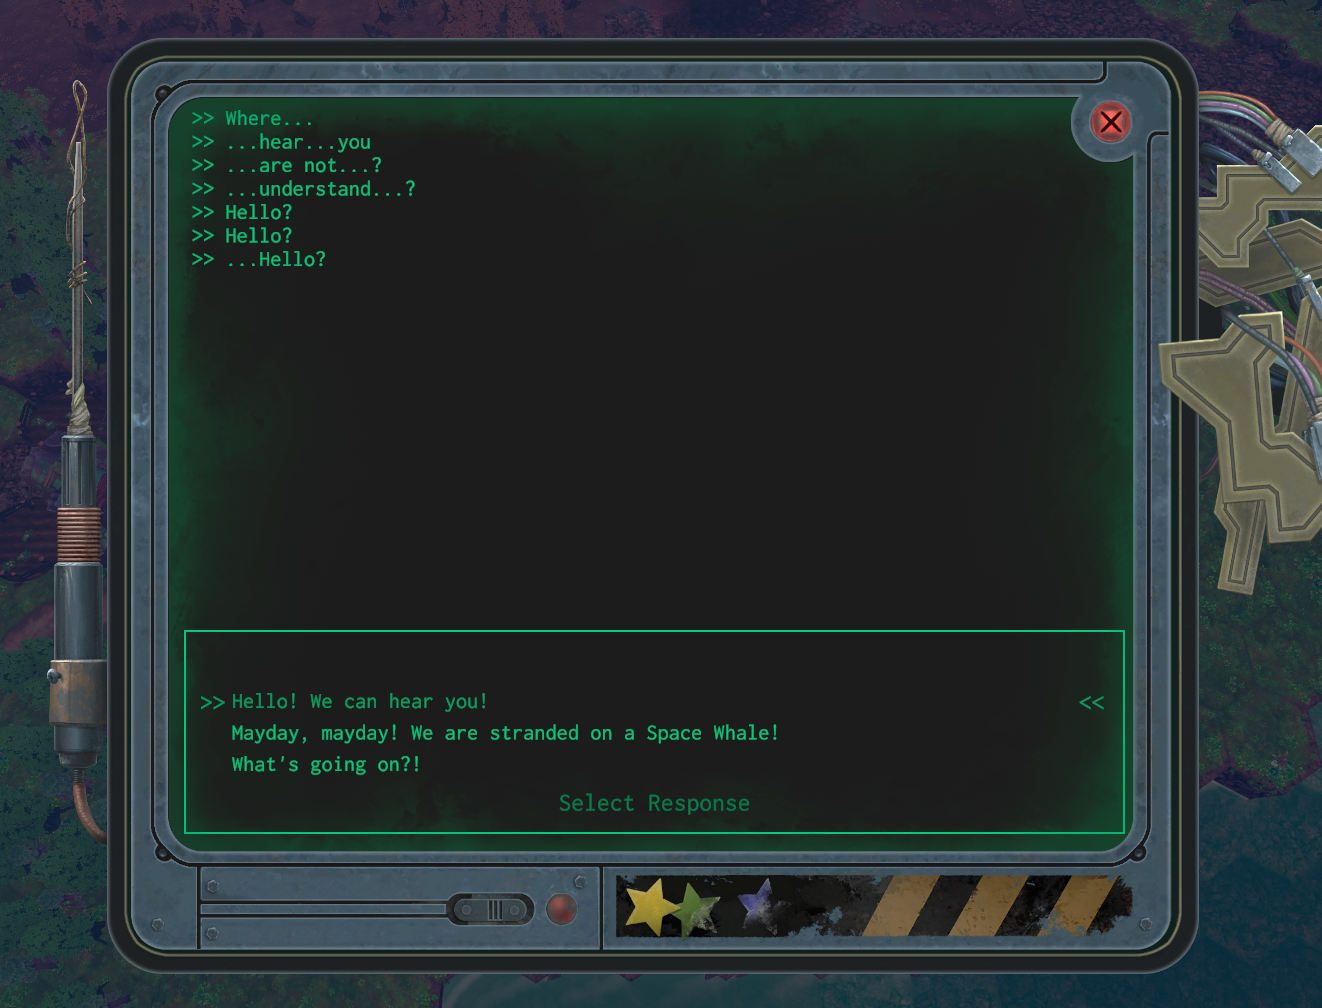 >> Where...
>> ...hear...you
>> ...are not...?
>> ...understand...?
>> Hello?
>> Hello?
>> ...Hello?
>> Hello! We can hear you! <<
Mayday, mayday! We are stranded on a Space Whale!
What's going on?!
Select Response